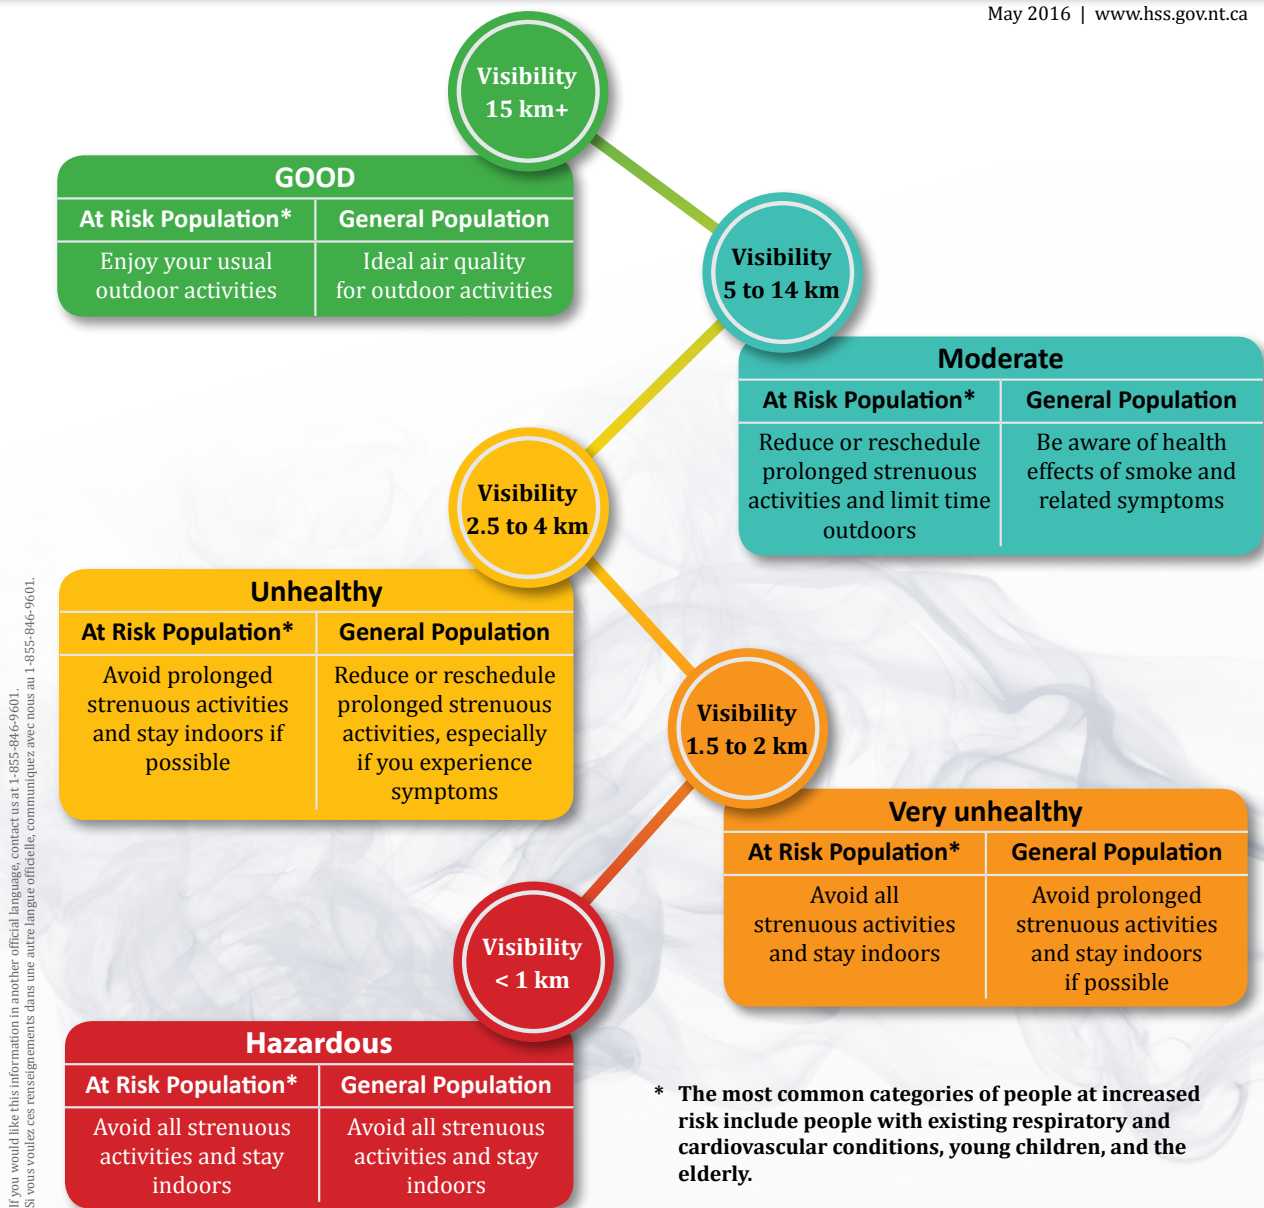 May 2016 | www.hss.gov.nt.ca
Visibility
15 km+
GOOD
At Risk Population*
General Population
Enjoy your usual
outdoor activities
Ideal air quality
for outdoor activities
Visibility
5 to 14 km
Moderate
At Risk Population*
General Population
Reduce or reschedule
prolonged strenuous
activities and limit time
outdoors
Be aware of health
effects of smoke and
related symptoms
Visibility
2.5 to 4 km
Unhealthy
At Risk Population*
General Population
Avoid prolonged
strenuous activities
and stay indoors if
possible
Reduce or reschedule
prolonged strenuous
activities, especially
if you experience
symptoms
Visibility
1.5 to 2 km
Very unhealthy
At Risk Population*
General Population
Avoid all
strenuous activities
and stay indoors
Avoid prolonged
strenuous activities
and stay indoors
if possible
Visibility
< 1 km
Hazardous
At Risk Population*
General Population
Avoid all strenuous
activities and stay
indoors
Avoid all strenuous
activities and stay
indoors
* The most common categories of people at increased
risk include people with existing respiratory and
cardiovascular conditions, young children, and the
elderly.
If you would like this information in another official language, contact us at 1-855-846-9601.
Si vous voulez ces renseignements dans une autre langue officielle, communiquez avec nous au 1-855-846-9601.